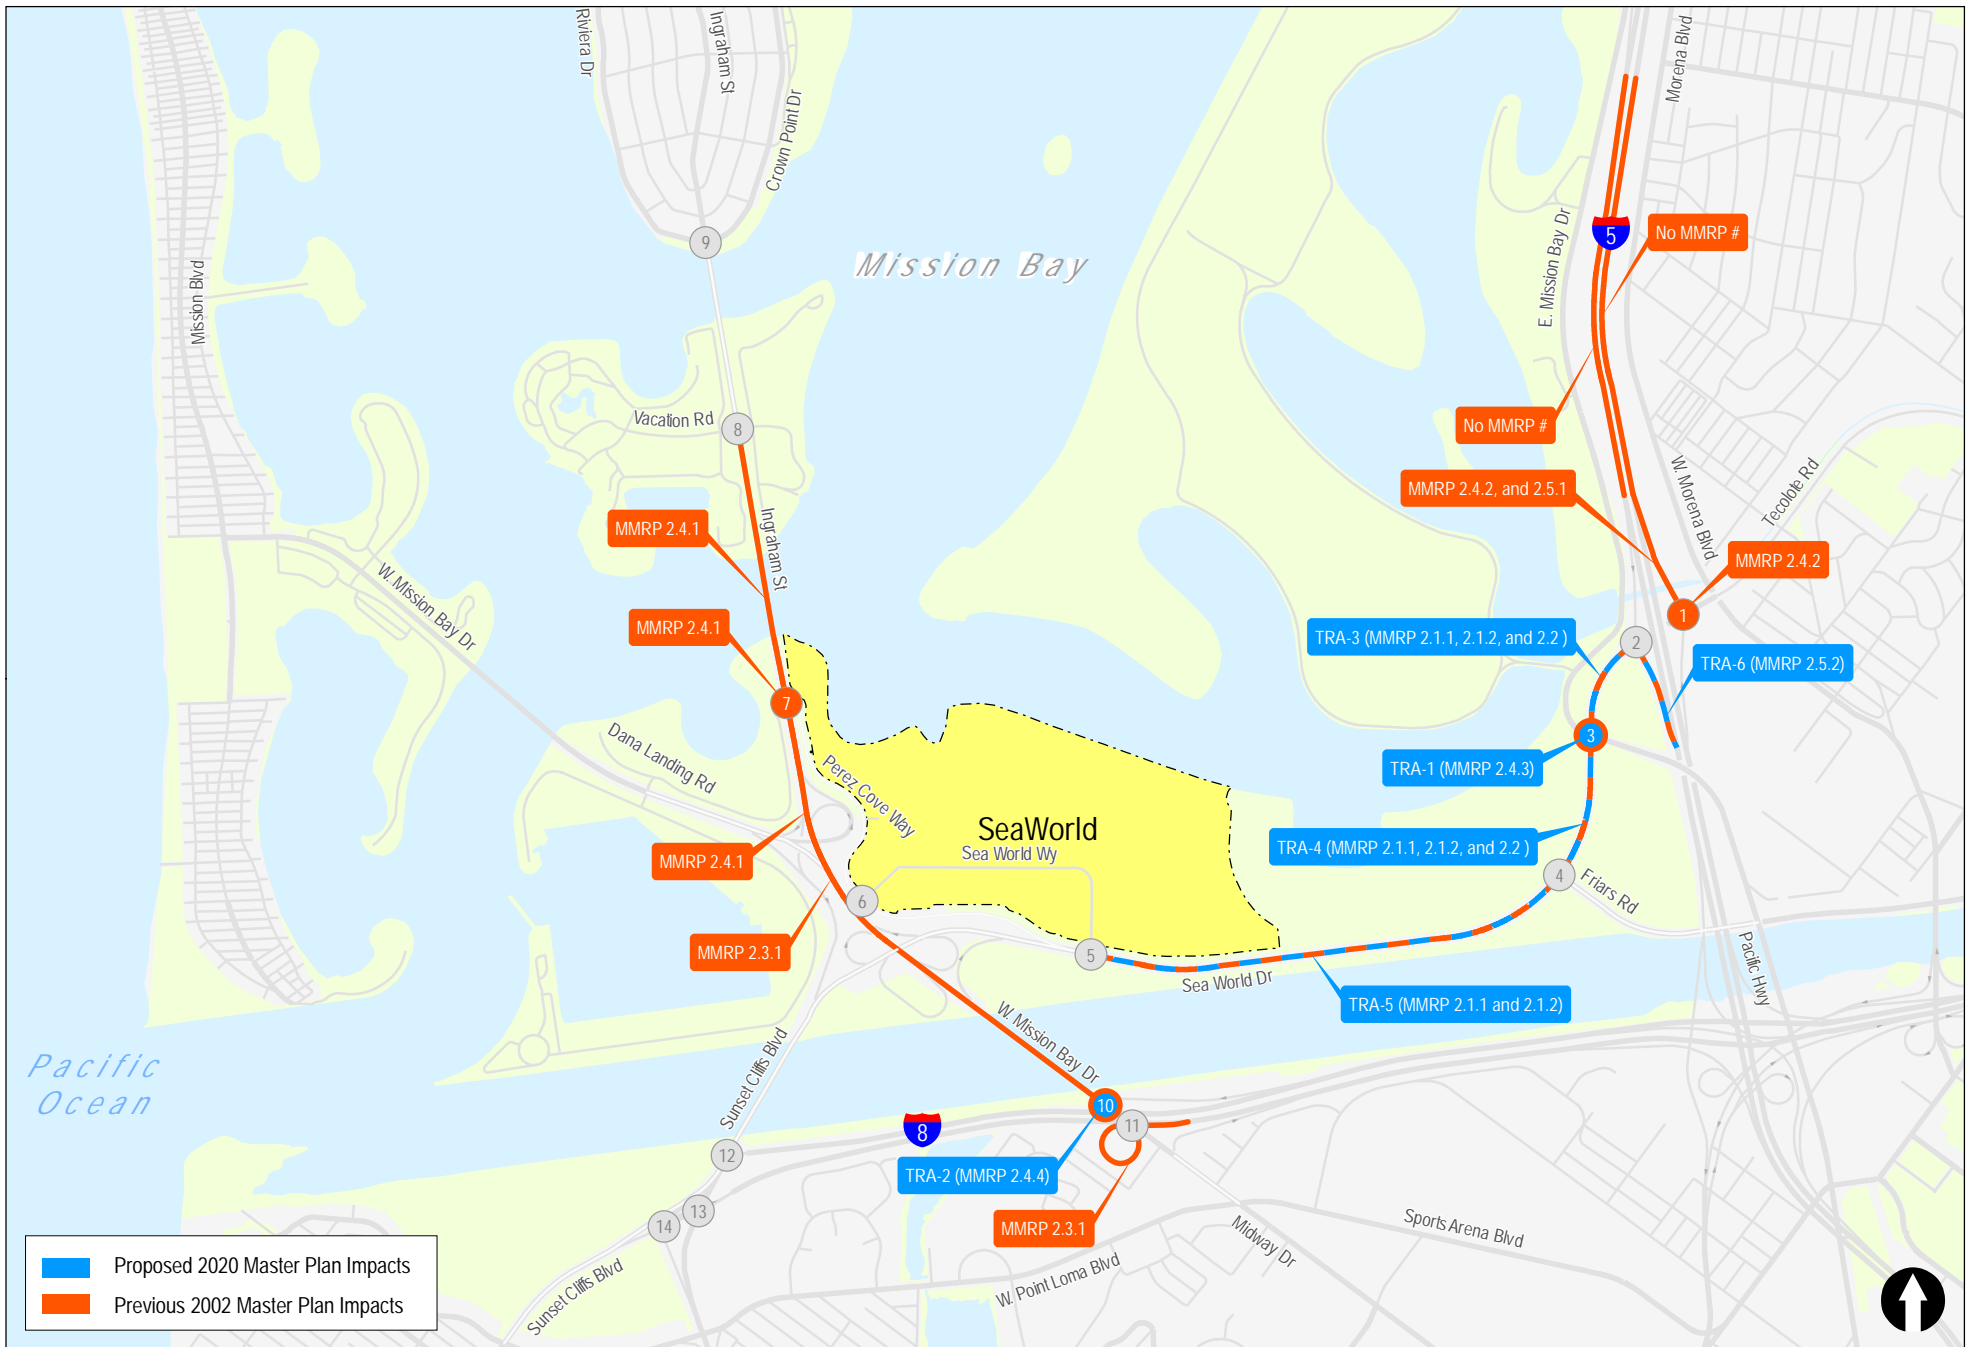 Riviera Dr
Ingraham St
Crown Point Dr
Morena Blvd
9
Mission Bay
E. Mission Bay Dr
5
No MMRP #
Mission Blvd
Vacation Rd
8
No MMRP #
MMRP 2.4.2, and 2.5.1
W. Morena Blvd
Tecolote Rd
MMRP 2.4.1
Ingraham St
MMRP 2.4.2
1
W. Mission Bay Dr
MMRP 2.4.1
TRA-3 (MMRP 2.1.1, 2.1.2, and 2.2 )
2
TRA-6 (MMRP 2.5.2)
7
3
Dana Landing Rd
Perez Cove Way
TRA-1 (MMRP 2.4.3)
SeaWorld
Sea World Wy
TRA-4 (MMRP 2.1.1, 2.1.2, and 2.2 )
MMRP 2.4.1
4
Friars Rd
6
MMRP 2.3.1
5
Sea World Dr
Pacific Hwy
TRA-5 (MMRP 2.1.1 and 2.1.2)
W. Mission Bay Dr
Pacific
Ocean
Sunset Cliffs Blvd
10
11
8
12
TRA-2 (MMRP 2.4.4)
13
14
MMRP 2.3.1
Midway Dr
Sports Arena Blvd
W. Point Loma Blvd
Sunset Cliffs Blvd
Proposed 2020 Master Plan Impacts
Previous 2002 Master Plan Impacts